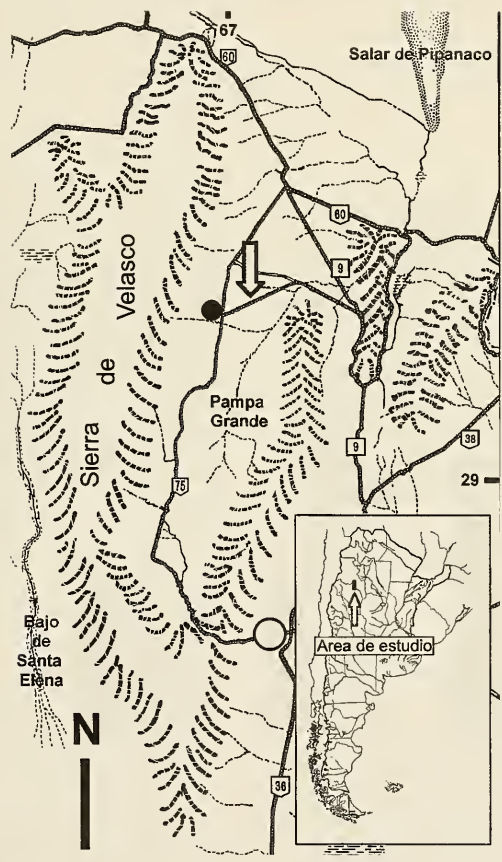 67
60
Salar de Pipanaco
60
9
Sierra de Velasco
Pampa
Grande
9
38
75
29
Bajo
de
Santa
Elena
Area de estudio
N
36